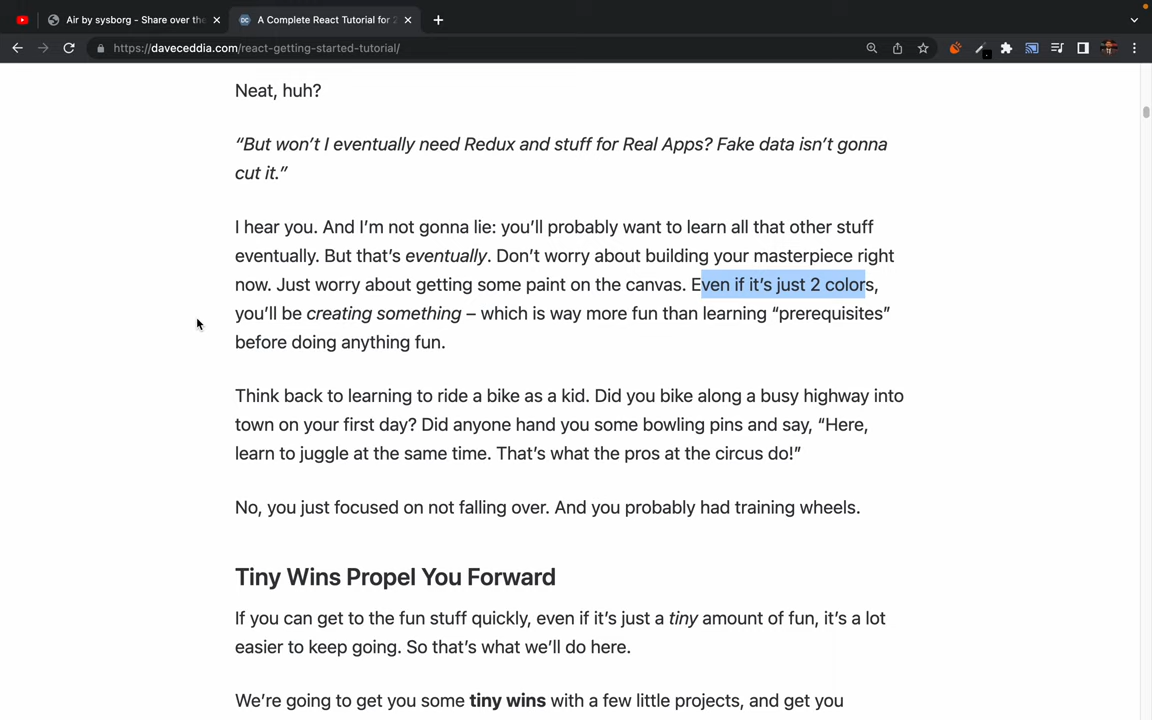 Air by sysborg - Share over the
A Complete React Tutorial for 2
https://daveceddia.com/react-getting-started-tutorial/
Neat, huh?
“But won’t I eventually need Redux and stuff for Real Apps? Fake data isn’t gonna
cut it.”
I hear you. And I’m not gonna lie: you’ll probably want to learn all that other stuff
eventually. But that’s eventually. Don’t worry about building your masterpiece right
now. Just worry about getting some paint on the canvas. Even if it’s just 2 colors,
you’ll be creating something – which is way more fun than learning “prerequisites”
before doing anything fun.
Think back to learning to ride a bike as a kid. Did you bike along a busy highway into
town on your first day? Did anyone hand you some bowling pins and say, “Here,
learn to juggle at the same time. That’s what the pros at the circus do!”
No, you just focused on not falling over. And you probably had training wheels.
Tiny Wins Propel You Forward
If you can get to the fun stuff quickly, even if it’s just a tiny amount of fun, it’s a lot
easier to keep going. So that’s what we’ll do here.
We’re going to get you some tiny wins with a few little projects, and get you